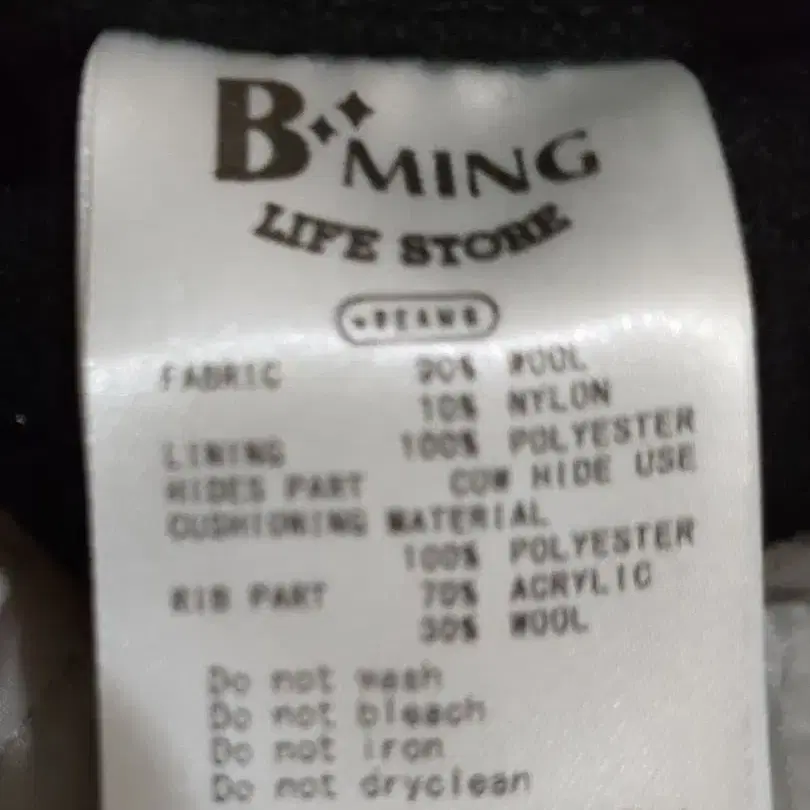 B MING
LIFE STORE
BEAMS
FABRIC 90% WOOL
10% NYLON
LINING 100% POLYESTER
HIDES PART COW HIDE USE
CUSHIONING MATERIAL
100% POLYESTER
RIB PART 70% ACRYLIC
30% WOOL
Do not wash
Do not bleach
Do not iron
Do not dryclean